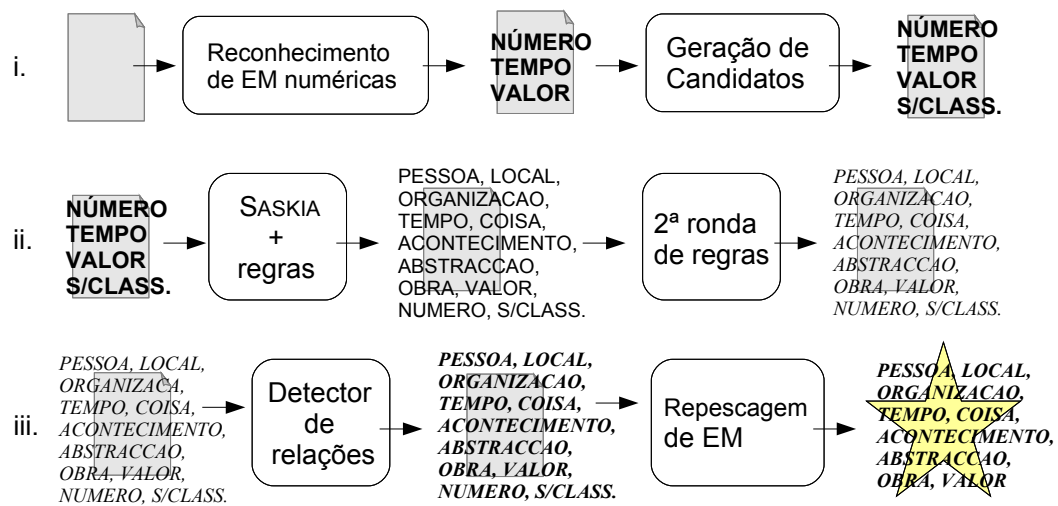 i.
Reconhecimento
de EM numéricas
NÚMERO
TEMPO
VALOR
Geração de
Candidatos
NÚMERO
TEMPO
VALOR
S/CLASS.
ii.
NÚMERO
TEMPO
VALOR
S/CLASS.
SASKIA
+
regras
PESSOA, LOCAL,
ORGANIZACAO,
TEMPO, COISA,
ACONTECIMENTO,
ABSTRACCAO,
OBRA, VALOR,
NUMERO, S/CLASS.
2ª ronda
de regras
PESSOA, LOCAL,
ORGANIZACAO,
TEMPO, COISA,
ACONTECIMENTO,
ABSTRACCAO,
OBRA, VALOR,
NUMERO, S/CLASS.
iii.
PESSOA, LOCAL,
ORGANIZACA,
TEMPO, COISA,
ACONTECIMENTO,
ABSTRACCAO,
OBRA, VALOR,
NUMERO, S/CLASS.
Detector
de
relações
PESSOA, LOCAL,
ORGANIZACAO,
TEMPO, COISA,
ACONTECIMENTO,
ABSTRACCAO,
OBRA, VALOR,
NUMERO, S/CLASS.
Repescagem
de EM
PESSOA, LOCAL,
ORGANIZACAO,
TEMPO, COISA,
ACONTECIMENTO,
ABSTRACCAO,
OBRA, VALOR